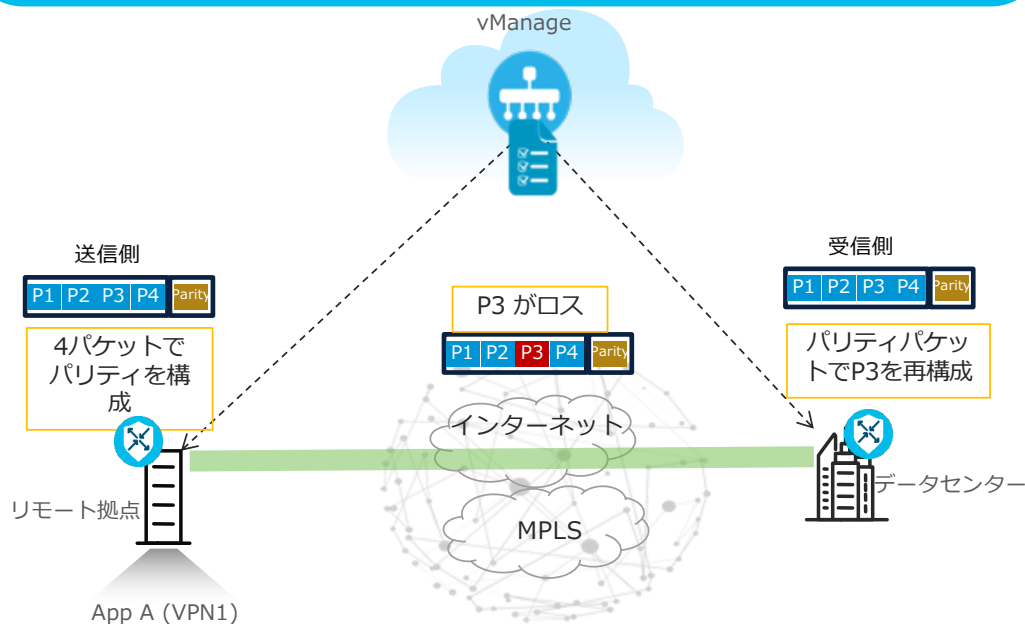 vManage
送信側
P1 P2 P3 P4 Parity
4パケットで
パリティを構
成
P3 がロス
P1 P2 P3 P4 Parity
受信側
P1 P2 P3 P4 Parity
パリティパケッ
トでP3を再構成
インターネット
MPLS
リモート拠点
データセンター
App A (VPN1)